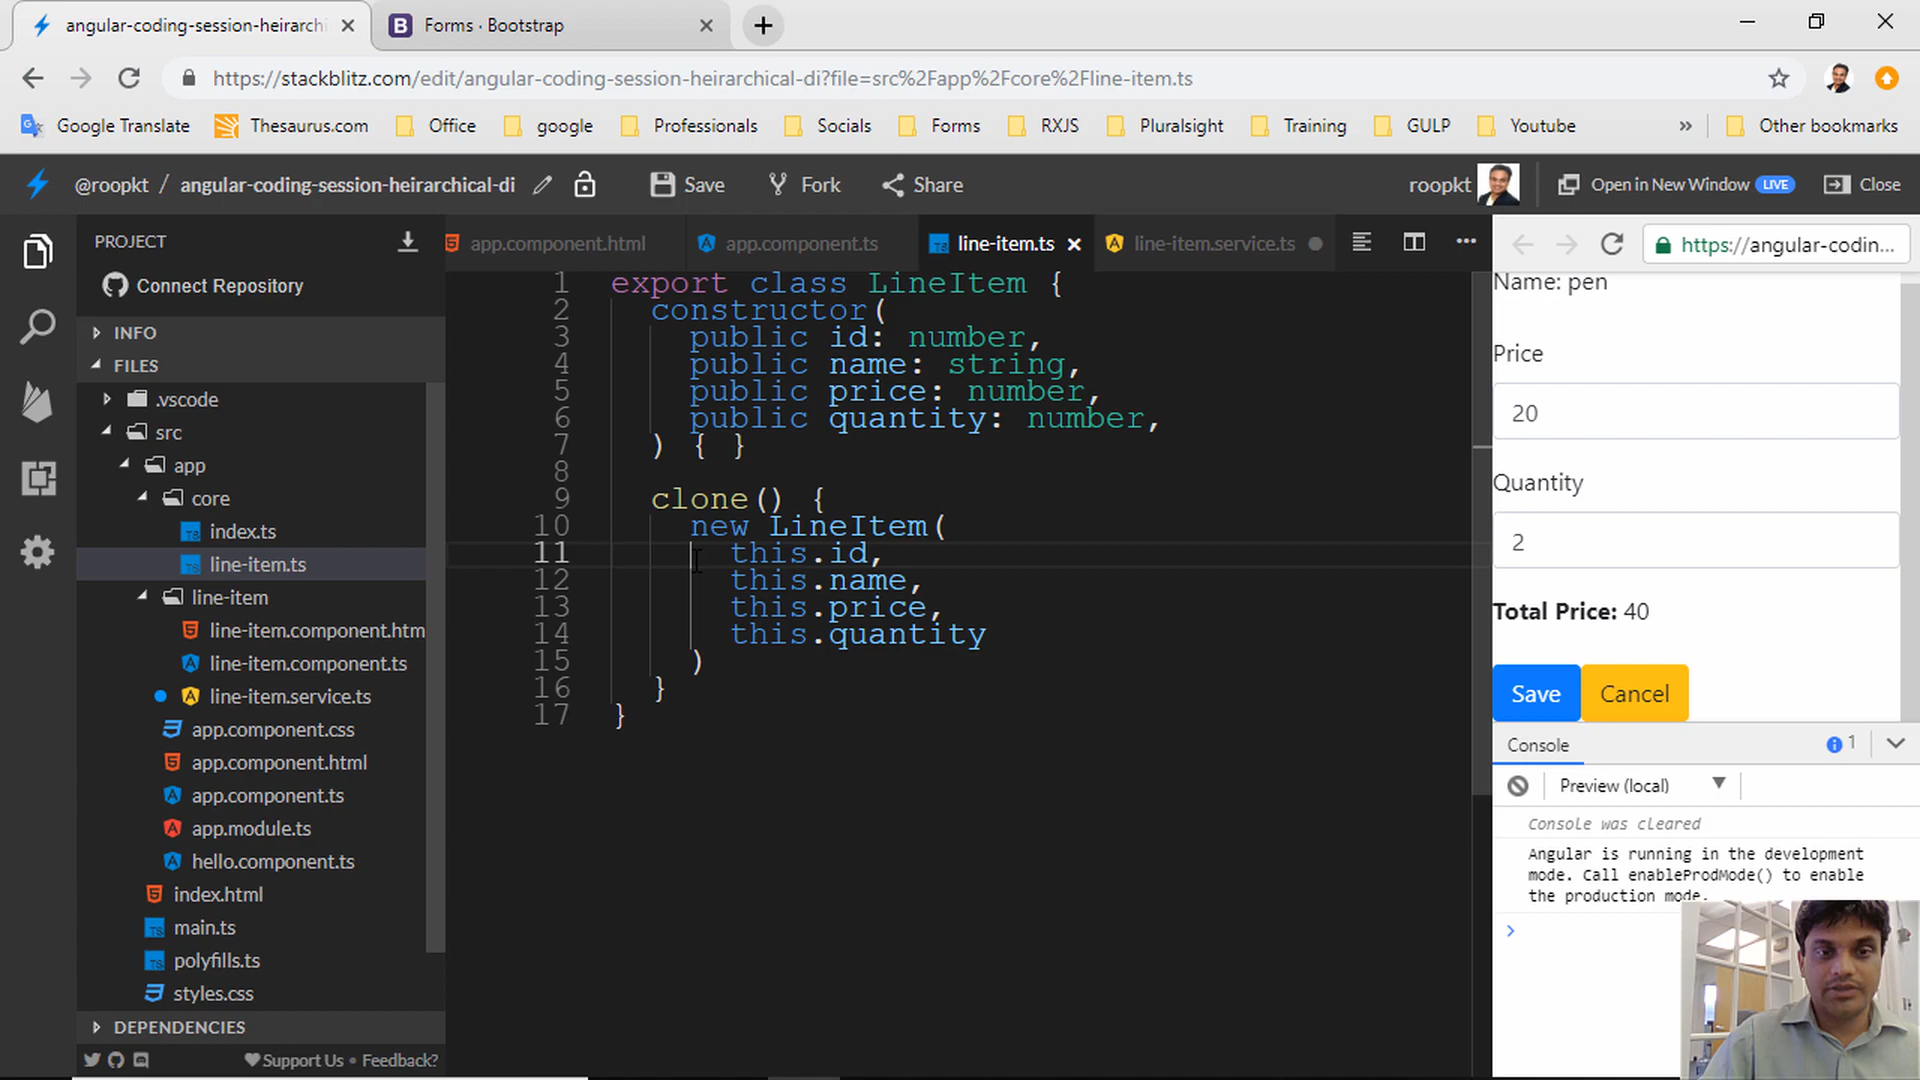 angular-coding-session-heirarchi
Forms · Bootstrap
https://stackblitz.com/edit/angular-coding-session-heirarchical-di?file=src%2Fapp%2Fcore%2Fline-item.ts
Google Translate
Thesaurus.com
Office
google
Professionals
Socials
Forms
RXJS
Pluralsight
Training
GULP
Youtube
»
Other bookmarks
@roopkt / angular-coding-session-heirarchical-di
Save
Fork
Share
roopkt
Open in New Window LIVE
Close
PROJECT
Connect Repository
INFO
FILES
.vscode
src
app
core
index.ts
line-item.ts
line-item
line-item.component.htm
line-item.component.ts
line-item.service.ts
app.component.css
app.component.html
app.component.ts
app.module.ts
hello.component.ts
index.html
main.ts
polyfills.ts
styles.css
DEPENDENCIES
Support Us • Feedback?
app.component.html
app.component.ts
line-item.ts
line-item.service.ts
1 export class LineItem {
2 constructor(
3 public id: number,
4 public name: string,
5 public price: number,
6 public quantity: number,
7 ) { }
8
9 clone() {
10 new LineItem(
11 this.id,
12 this.name,
13 this.price,
14 this.quantity
15 )
16 }
17 }
https://angular-codin...
Name: pen
Price
20
Quantity
2
Total Price: 40
Save
Cancel
Console
1
Preview (local)
Console was cleared
Angular is running in the development
mode. Call enableProdMode() to enable
the production mode.